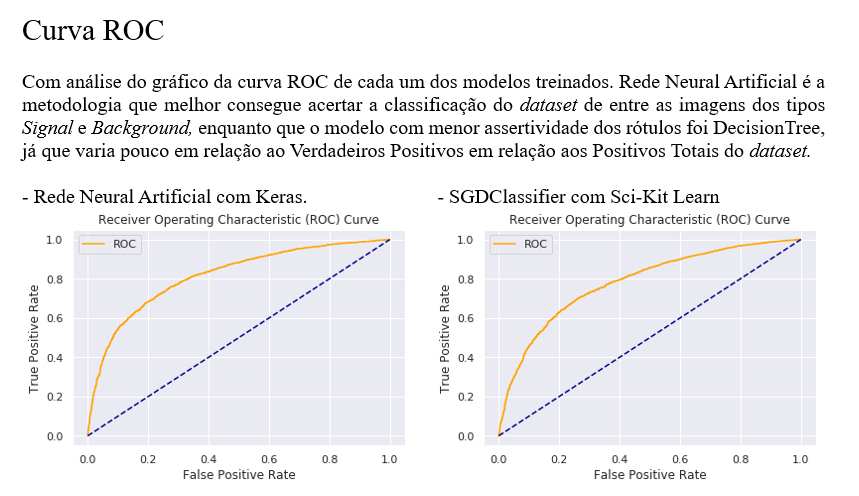 Curva ROC
Com análise do gráfico da curva ROC de cada um dos modelos treinados. Rede Neural Artificial é a
metodologia que melhor consegue acertar a classificação do dataset de entre as imagens dos tipos
Signal e Background, enquanto que o modelo com menor assertividade dos rótulos foi DecisionTree,
já que varia pouco em relação ao Verdadeiros Positivos em relação aos Positivos Totais do dataset.
- Rede Neural Artificial com Keras.
Receiver Operating Characteristic (ROC) Curve
ROC
1.0
0.8
0.6
0.4
0.2
0.0
True Positive Rate
0.0 0.2 0.4 0.6 0.8 1.0
False Positive Rate
- SGDClassifier com Sci-Kit Learn
Receiver Operating Characteristic (ROC) Curve
ROC
1.0
0.8
0.6
0.4
0.2
0.0
True Positive Rate
0.0 0.2 0.4 0.6 0.8 1.0
False Positive Rate